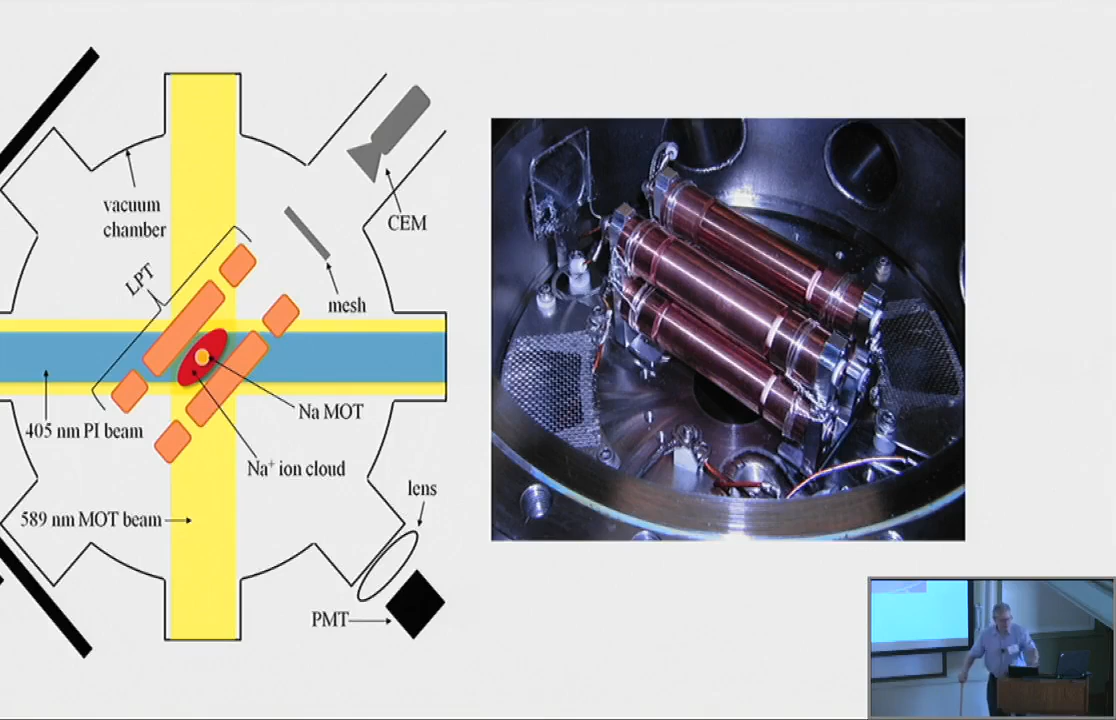 vacuum
chamber
CEM
LPT
mesh
Na MOT
405 nm PI beam
Na⁺ ion cloud
lens
589 nm MOT beam
PMT